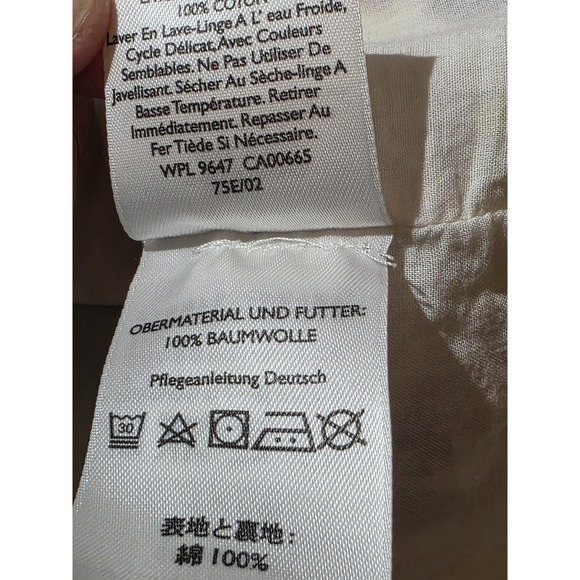 100% COTON
Laver En Lave-Linge A L' eau Froide,
Cycle Délicat, Avec Couleurs
Semblables. Ne Pas Utiliser De
Javellisant. Sécher Au Sèche-linge A
Basse Température. Retirer
Immédiatement. Repasser Au
Fer Tiède Si Nécessaire.
WPL 9647 CA00665
75E/02
OBERMATERIAL UND FUTTER:
100% BAUMWOLLE
Pflegeanleitung Deutsch
30
表地と裏地:
綿 100%